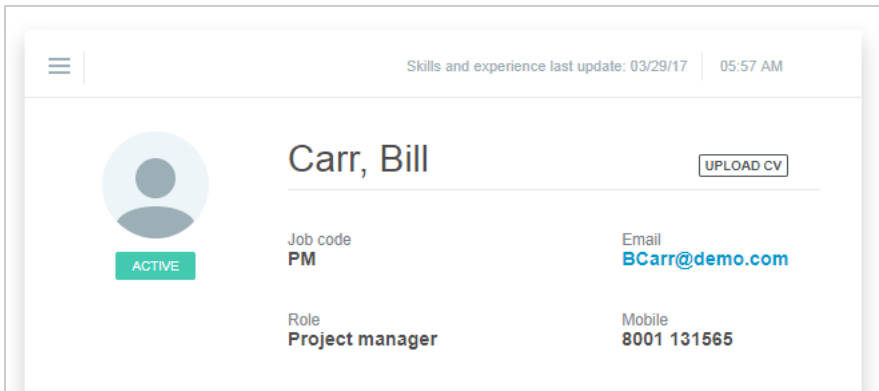 Skills and experience last update: 03/29/17 05:57 AM
Carr, Bill
UPLOAD CV
ACTIVE
Job code
PM
Email
BCarr@demo.com
Role
Project manager
Mobile
8001 131565